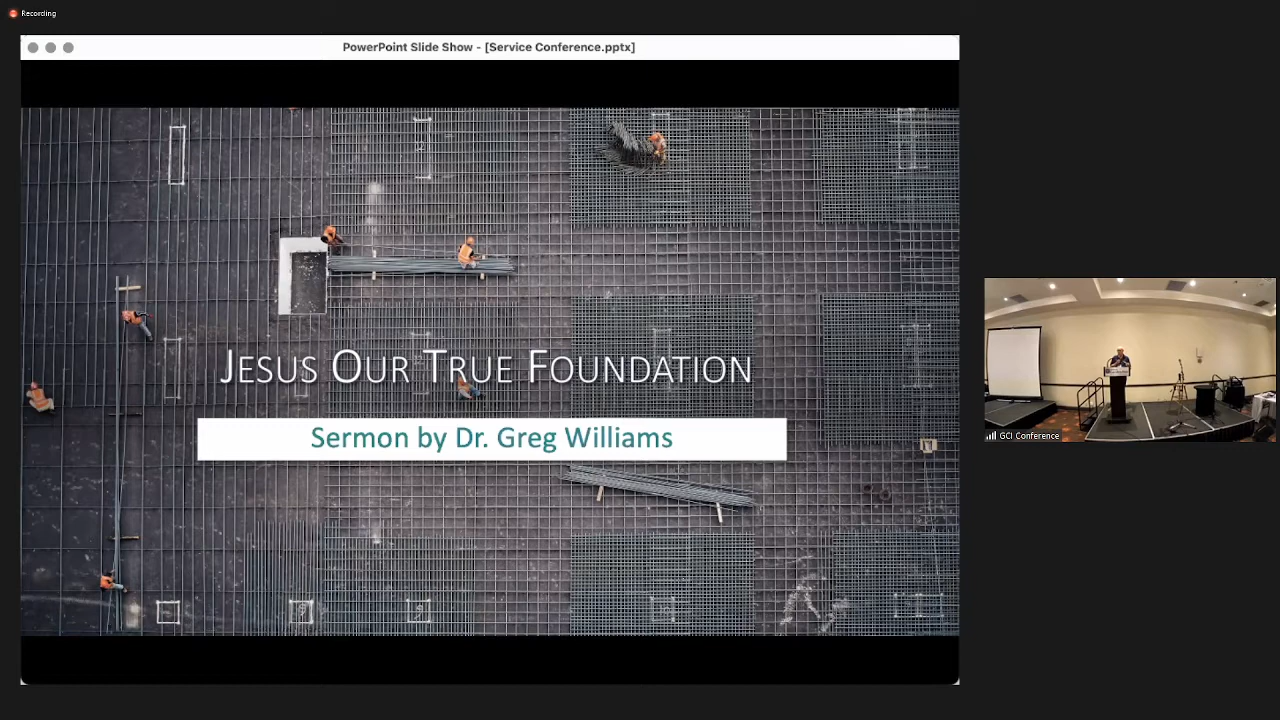 Recording
PowerPoint Slide Show - [Service Conference.pptx]
Jesus Our True Foundation
Sermon by Dr. Greg Williams
GCI Conference